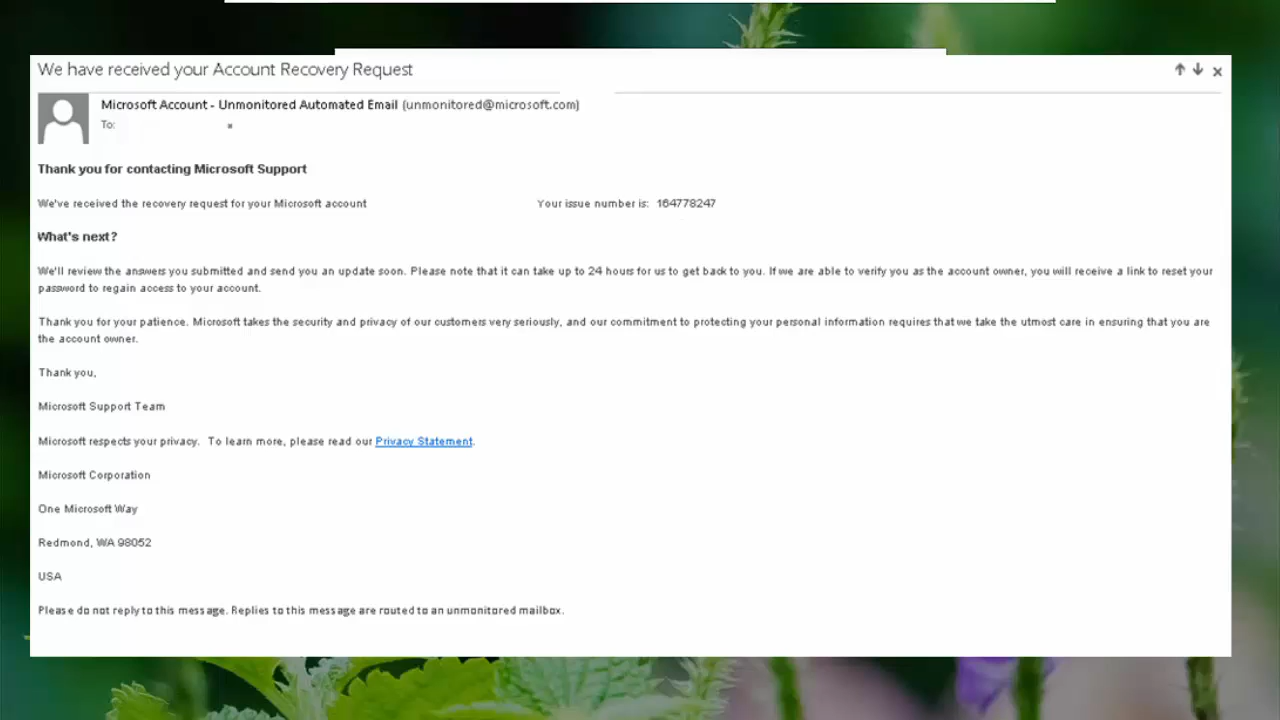 We have received your Account Recovery Request
Microsoft Account - Unmonitored Automated Email (unmonitored@microsoft.com)
To:
Thank you for contacting Microsoft Support
We've received the recovery request for your Microsoft account Your issue number is: 164778247
What's next?
We'll review the answers you submitted and send you an update soon. Please note that it can take up to 24 hours for us to get back to you. If we are able to verify you as the account owner, you will receive a link to reset your
password to regain access to your account.
Thank you for your patience. Microsoft takes the security and privacy of our customers very seriously, and our commitment to protecting your personal information requires that we take the utmost care in ensuring that you are
the account owner.
Thank you,
Microsoft Support Team
Microsoft respects your privacy. To learn more, please read our Privacy Statement.
Microsoft Corporation
One Microsoft Way
Redmond, WA 98052
USA
Please do not reply to this message. Replies to this message are routed to an unmonitored mailbox.